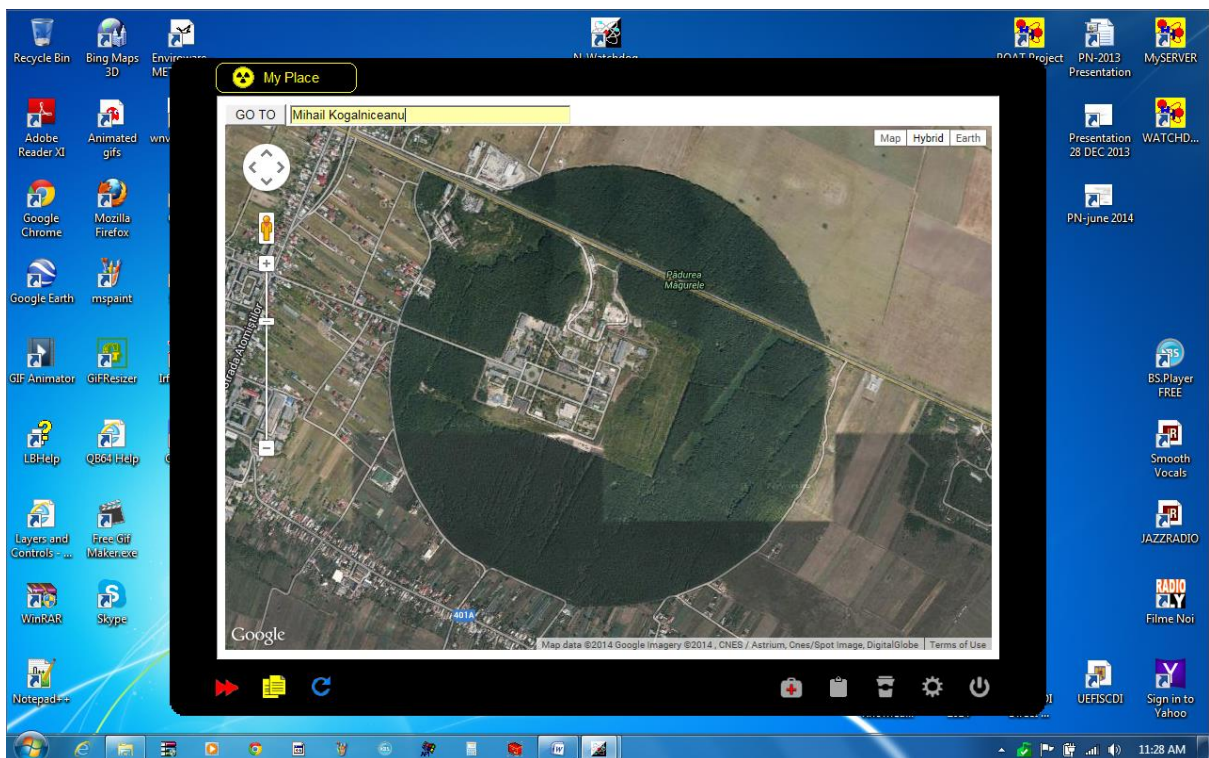 Recycle Bin
Bing Maps
3D
N-Watchdog
PN-2013
Presentation
MySERVER
My Place
GO TO
Mihail Kogalniceanu
Map
Hybrid
Earth
Adobe
Reader XI
Animated
gifs
Presentation
28 DEC 2013
WATCHD...
Google
Chrome
Mozilla
Firefox
PN-june 2014
Pădurea
Măgurele
Google Earth
mspaint
Strada Atomiștilor
GIF Animator
GiFResizer
BS.Player
FREE
LBHelp
QB64 Help
Smooth
Vocals
Layers and
Controls - ...
Free Gif
Maker.exe
JAZZRADIO
RADIO
WinRAR
Skype
Filme Noi
401A
Google
Map data ©2014 Google Imagery ©2014 , CNES / Astrium, Cnes/Spot Image, DigitalGlobe
Terms of Use
Notepad++
UEFISCDI
Sign in to
Yahoo
11:28 AM